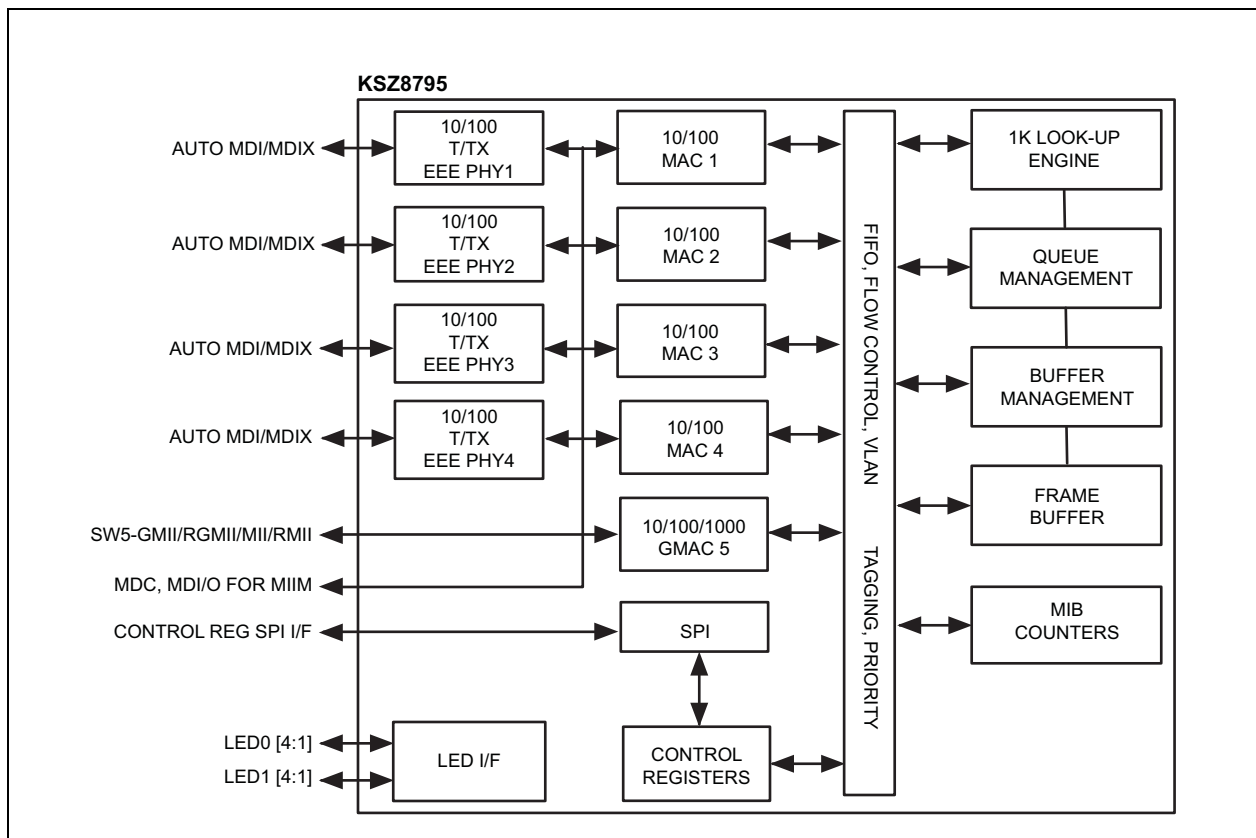 KSZ8795
AUTO MDI/MDIX
10/100
T/TX
EEE PHY1
10/100
MAC 1
1K LOOK-UP
ENGINE
AUTO MDI/MDIX
10/100
T/TX
EEE PHY2
10/100
MAC 2
QUEUE
MANAGEMENT
AUTO MDI/MDIX
10/100
T/TX
EEE PHY3
10/100
MAC 3
BUFFER
MANAGEMENT
AUTO MDI/MDIX
10/100
T/TX
EEE PHY4
10/100
MAC 4
FIFO, FLOW CONTROL, VLAN TAGGING, PRIORITY
FRAME
BUFFER
SW5-GMII/RGMII/MII/RMII
10/100/1000
GMAC 5
MDC, MDI/O FOR MIIM
CONTROL REG SPI I/F
SPI
MIB
COUNTERS
LED0 [4:1]
LED1 [4:1]
LED I/F
CONTROL
REGISTERS